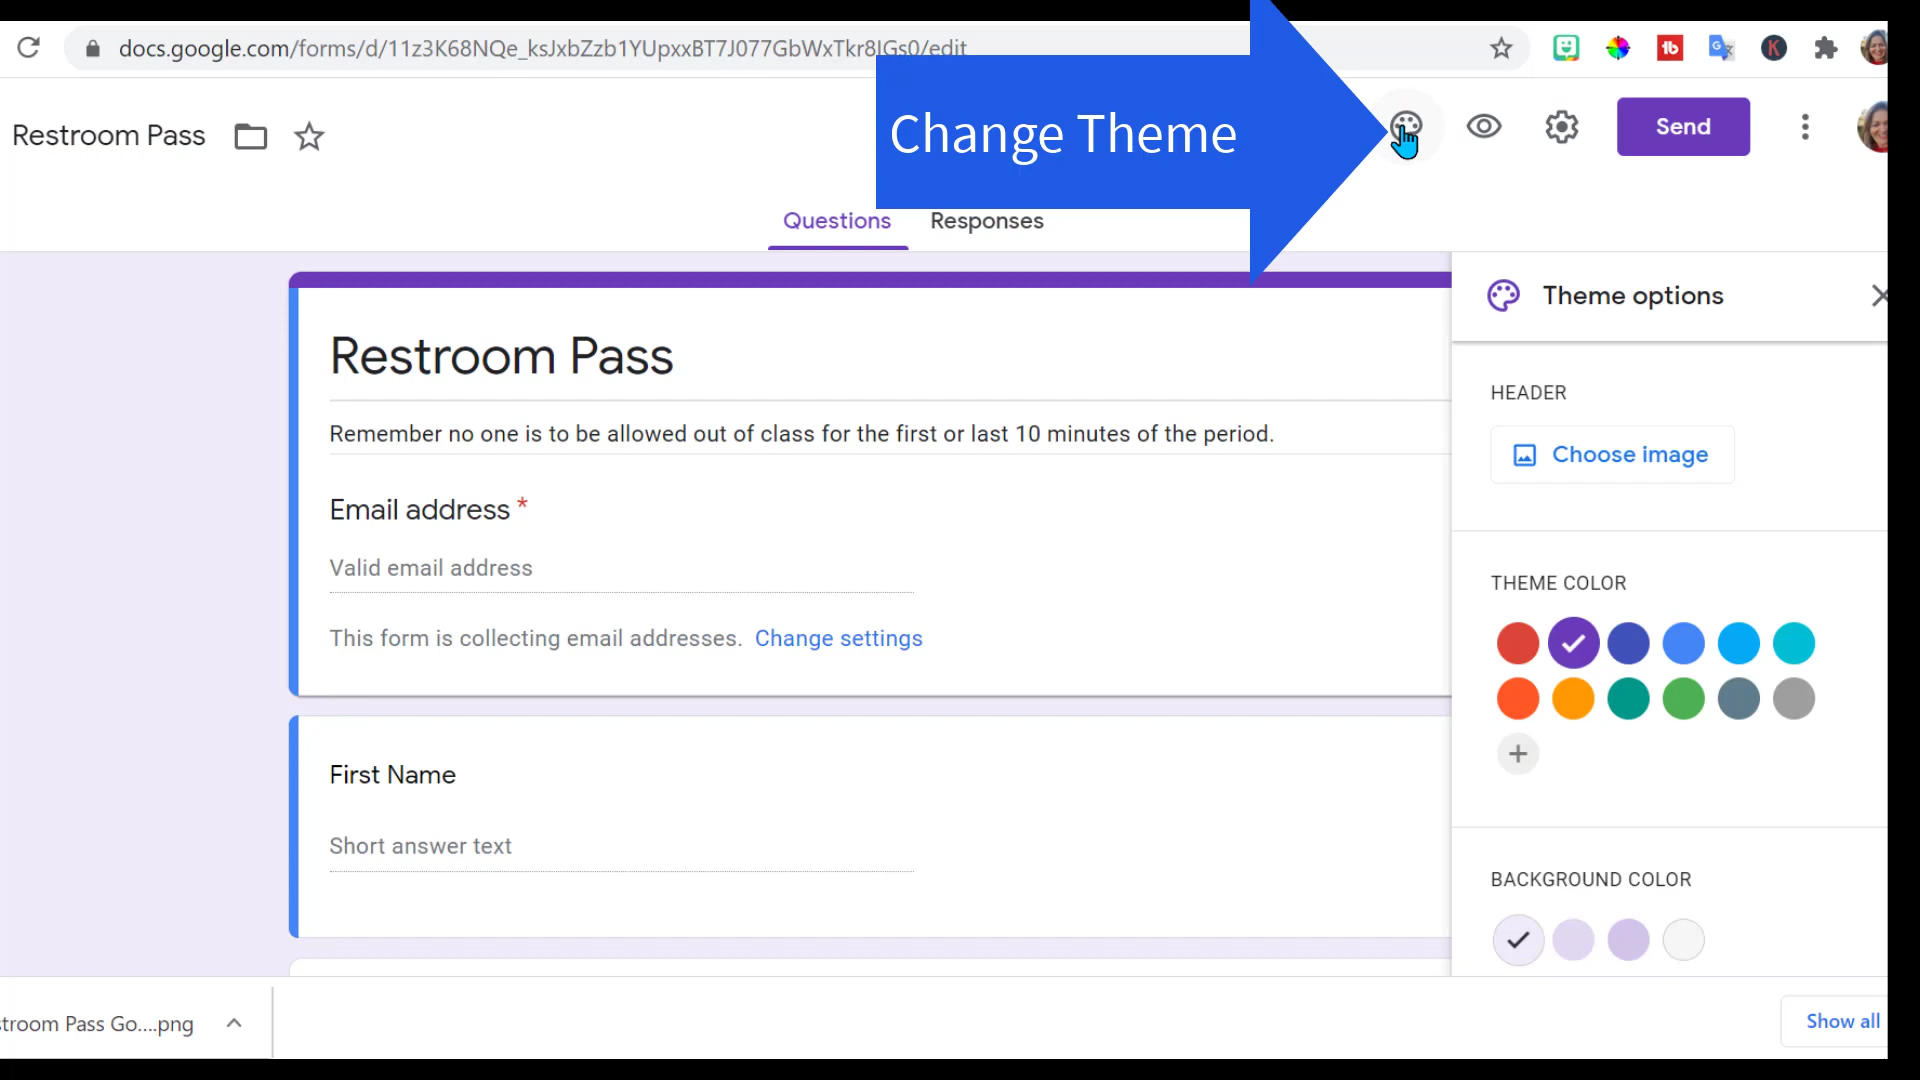 docs.google.com/forms/d/11z3K68NQe_ksJxbZzb1YUpxxBT7J077GbWxTkr8IGs0/edit
Restroom Pass
Change Theme
Send
Questions
Responses
Restroom Pass
Remember no one is to be allowed out of class for the first or last 10 minutes of the period.
Email address *
Valid email address
This form is collecting email addresses. Change settings
First Name
Short answer text
Theme options
HEADER
Choose image
THEME COLOR
BACKGROUND COLOR
stroom Pass Go....png
Show all